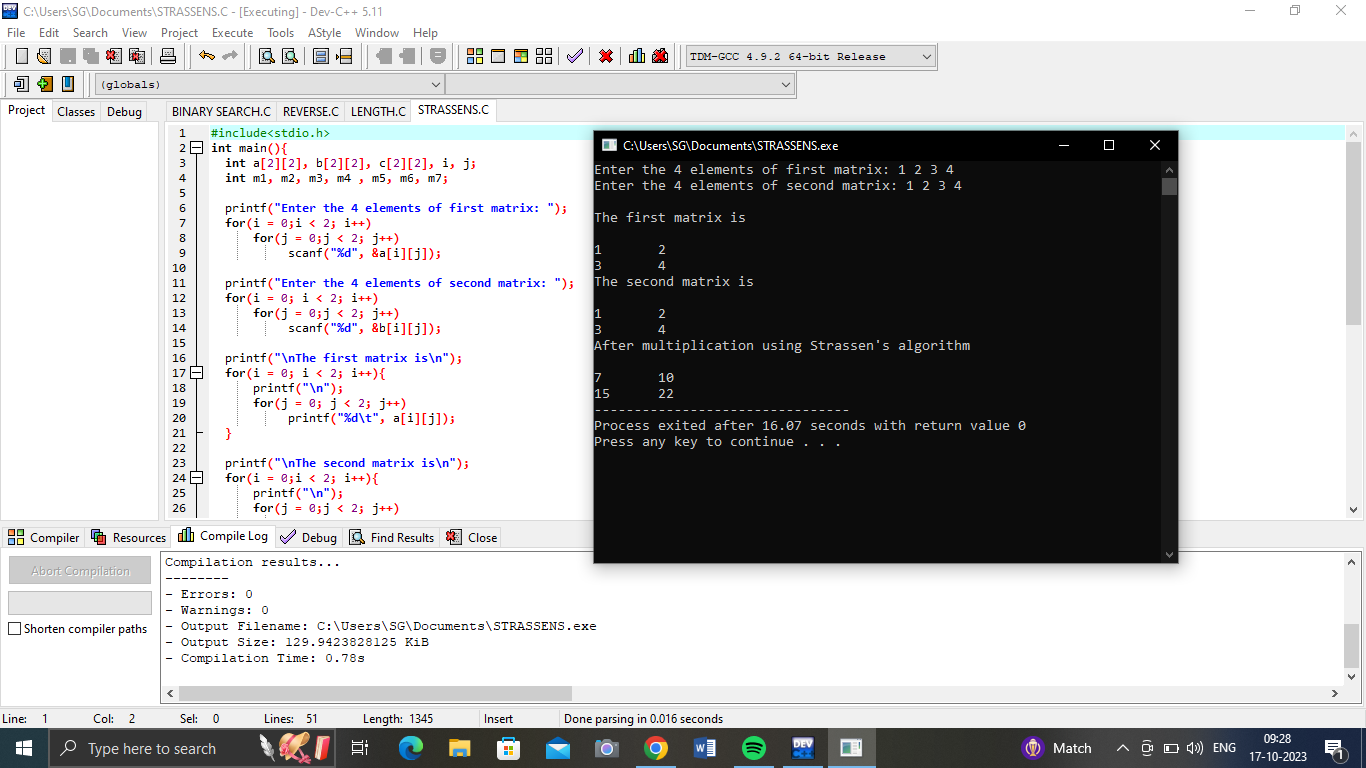 C:\Users\SG\Documents\STRASSENS.C - [Executing] - Dev-C++ 5.11
File Edit Search View Project Execute Tools AStyle Window Help
TDM-GCC 4.9.2 64-bit Release
(globals)
Project Classes Debug
BINARY SEARCH.C REVERSE.C LENGTH.C STRASSENS.C
1 #include<stdio.h>
2 int main(){
3 int a[2][2], b[2][2], c[2][2], i, j;
4 int m1, m2, m3, m4 , m5, m6, m7;
5
6 printf("Enter the 4 elements of first matrix: ");
7 for(i = 0;i < 2; i++)
8 for(j = 0;j < 2; j++)
9 scanf("%d", &a[i][j]);
10
11 printf("Enter the 4 elements of second matrix: ");
12 for(i = 0; i < 2; i++)
13 for(j = 0;j < 2; j++)
14 scanf("%d", &b[i][j]);
15
16 printf("\nThe first matrix is\n");
17 for(i = 0; i < 2; i++){
18 printf("\n");
19 for(j = 0; j < 2; j++)
20 printf("%d\t", a[i][j]);
21 }
22
23 printf("\nThe second matrix is\n");
24 for(i = 0;i < 2; i++){
25 printf("\n");
26 for(j = 0;j < 2; j++)
C:\Users\SG\Documents\STRASSENS.exe
Enter the 4 elements of first matrix: 1 2 3 4
Enter the 4 elements of second matrix: 1 2 3 4
The first matrix is
1 2
3 4
The second matrix is
1 2
3 4
After multiplication using Strassen's algorithm
7 10
15 22
--------------------------------
Process exited after 16.07 seconds with return value 0
Press any key to continue . . .
Compiler Resources Compile Log Debug Find Results Close
Abort Compilation
Shorten compiler paths
Compilation results...
--------
- Errors: 0
- Warnings: 0
- Output Filename: C:\Users\SG\Documents\STRASSENS.exe
- Output Size: 129.9423828125 KiB
- Compilation Time: 0.78s
Line: 1 Col: 2 Sel: 0 Lines: 51 Length: 1345 Insert Done parsing in 0.016 seconds
Type here to search
DEV
Match
ENG
09:28
17-10-2023
1